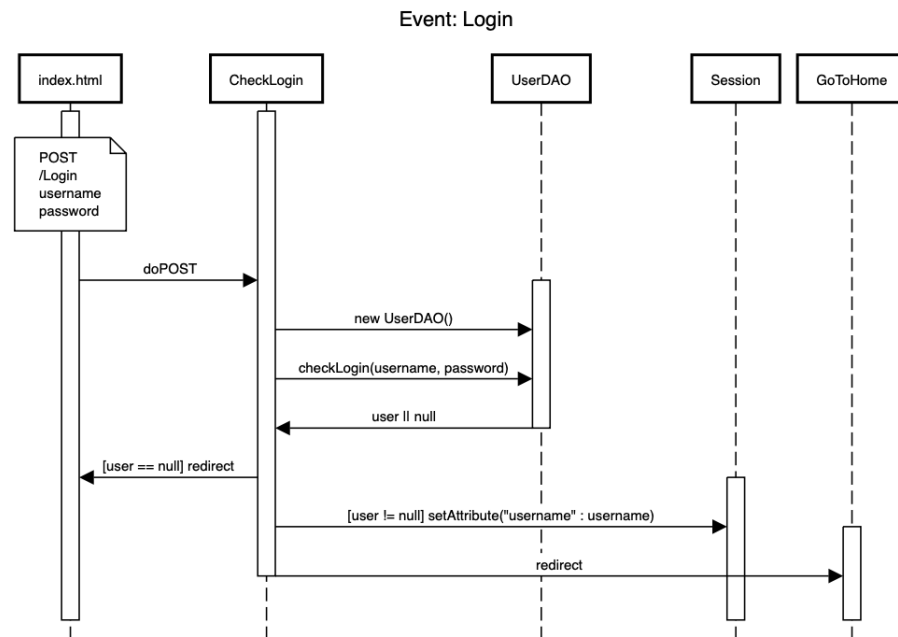 Event: Login
index.html
CheckLogin
UserDAO
Session
GoToHome
POST
/Login
username
password
doPOST
new UserDAO()
checkLogin(username, password)
user || null
[user == null] redirect
[user != null] setAttribute("username" : username)
redirect